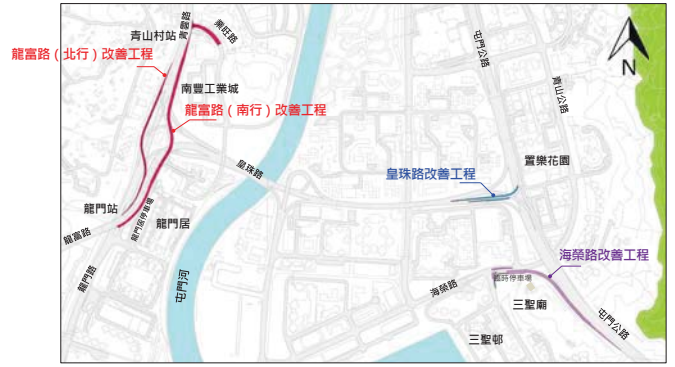 青雲路
青山村站
業旺路
龍富路（北行）改善工程
南豐工業城
龍富路（南行）改善工程
屯門公路
青山公路
N
皇珠路
皇珠路改善工程
置樂花園
龍門站
龍門居停車場
龍門居
龍富路
龍門路
屯門河
海榮路改善工程
海榮路
臨時停車場
三聖廟
屯門公路
三聖邨